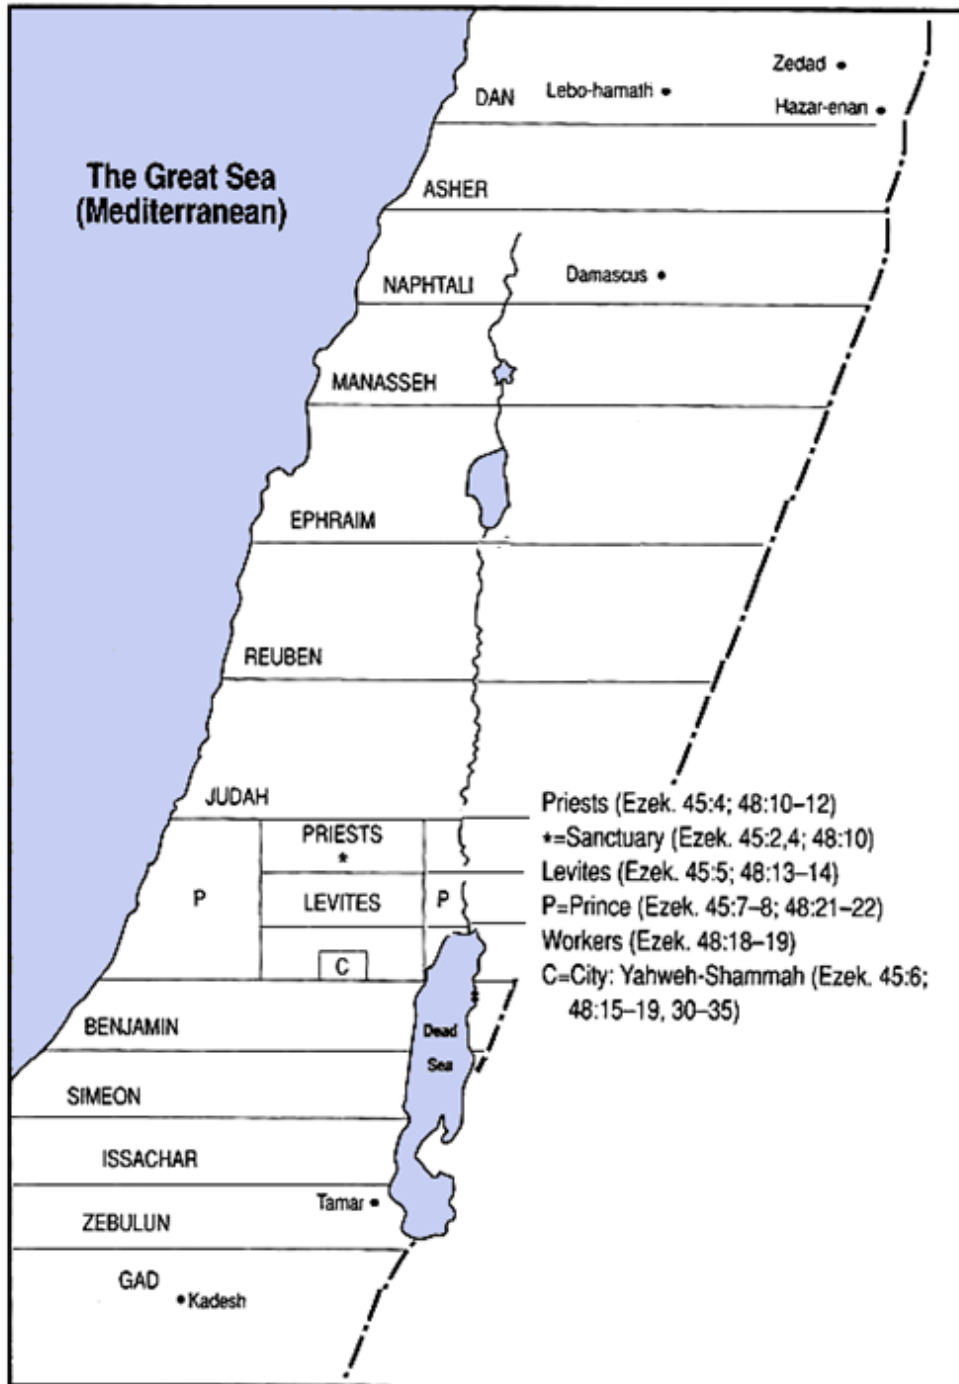 Zedad
DAN
Lebo-hamath
Hazar-enan
The Great Sea
(Mediterranean)
ASHER
NAPHTALI
Damascus
MANASSEH
EPHRAIM
REUBEN
JUDAH
PRIESTS
*
P
LEVITES
P
C
Priests (Ezek. 45:4; 48:10–12)
*=Sanctuary (Ezek. 45:2,4; 48:10)
Levites (Ezek. 45:5; 48:13–14)
P=Prince (Ezek. 45:7–8; 48:21–22)
Workers (Ezek. 48:18–19)
C=City: Yahweh-Shammah (Ezek. 45:6;
48:15–19, 30–35)
BENJAMIN
Dead
Sea
SIMEON
ISSACHAR
Tamar
ZEBULUN
GAD
Kadesh